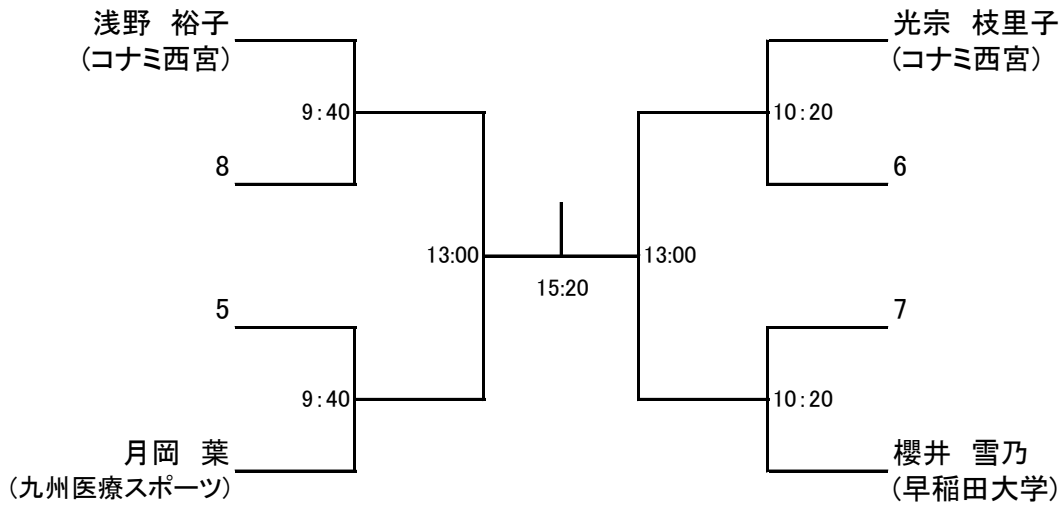 浅野　裕子
(コナミ西宮)
9:40
8
13:00
5
9:40
月岡　葉
(九州医療スポーツ)
15:20
光宗　枝里子
(コナミ西宮)
10:20
6
13:00
7
10:20
櫻井　雪乃
(早稲田大学)